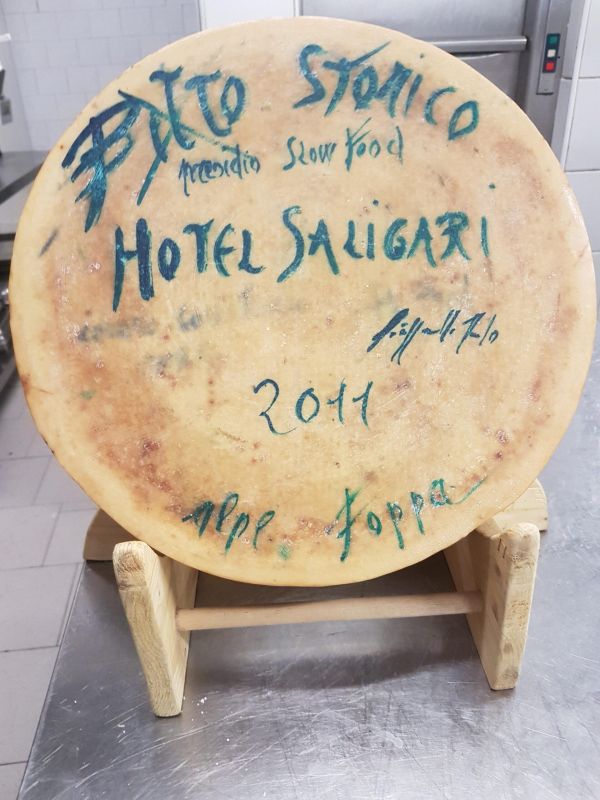 BITTO STORICO
presidio Slow Food
HOTEL SALIGARI
2011
Alpe Foppa